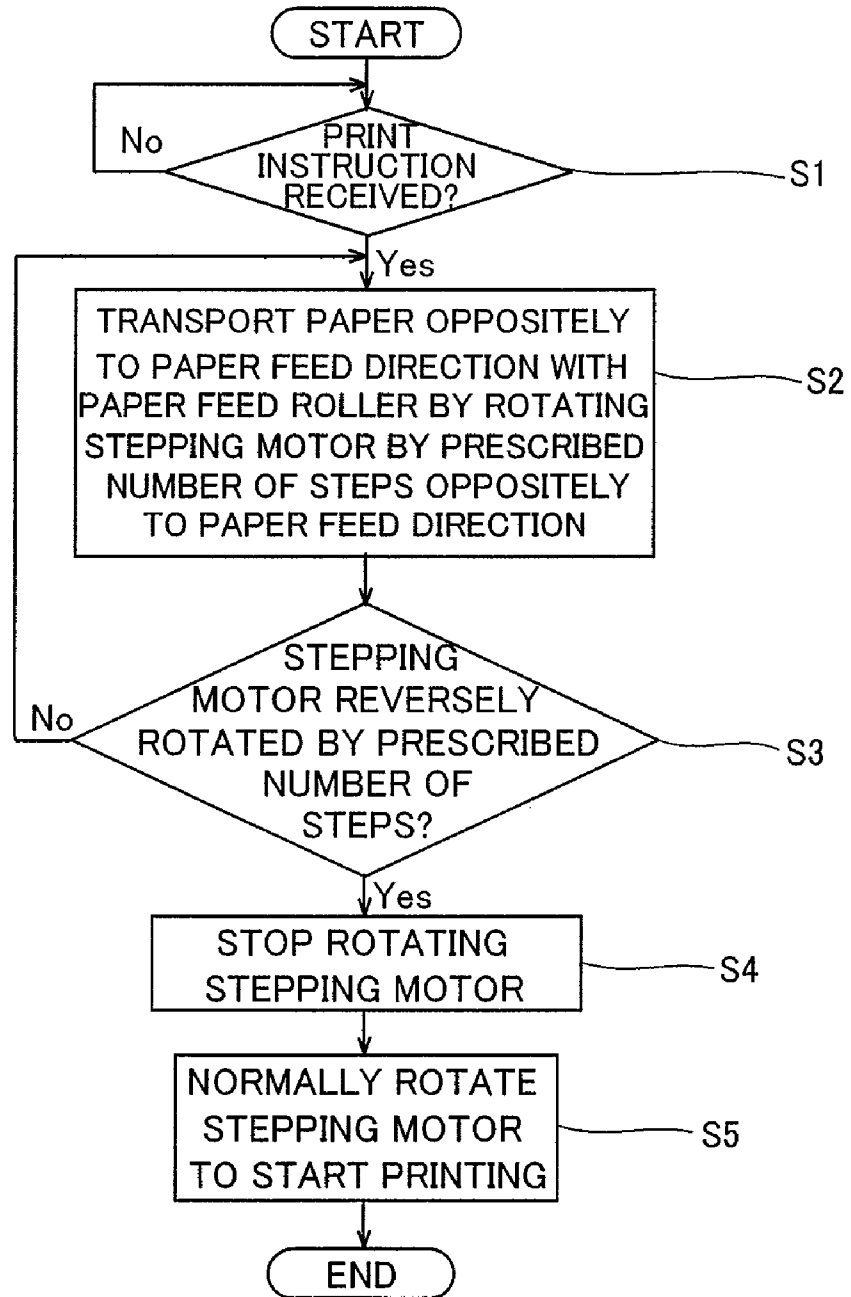 START
No
PRINT
INSTRUCTION
RECEIVED?
S1
Yes
TRANSPORT PAPER OPPOSITELY
TO PAPER FEED DIRECTION WITH
PAPER FEED ROLLER BY ROTATING
STEPPING MOTOR BY PRESCRIBED
NUMBER OF STEPS OPPOSITELY
TO PAPER FEED DIRECTION
S2
STEPPING
MOTOR REVERSELY
ROTATED BY PRESCRIBED
NUMBER OF
STEPS?
No
S3
Yes
STOP ROTATING
STEPPING MOTOR
S4
NORMALLY ROTATE
STEPPING MOTOR
TO START PRINTING
S5
END